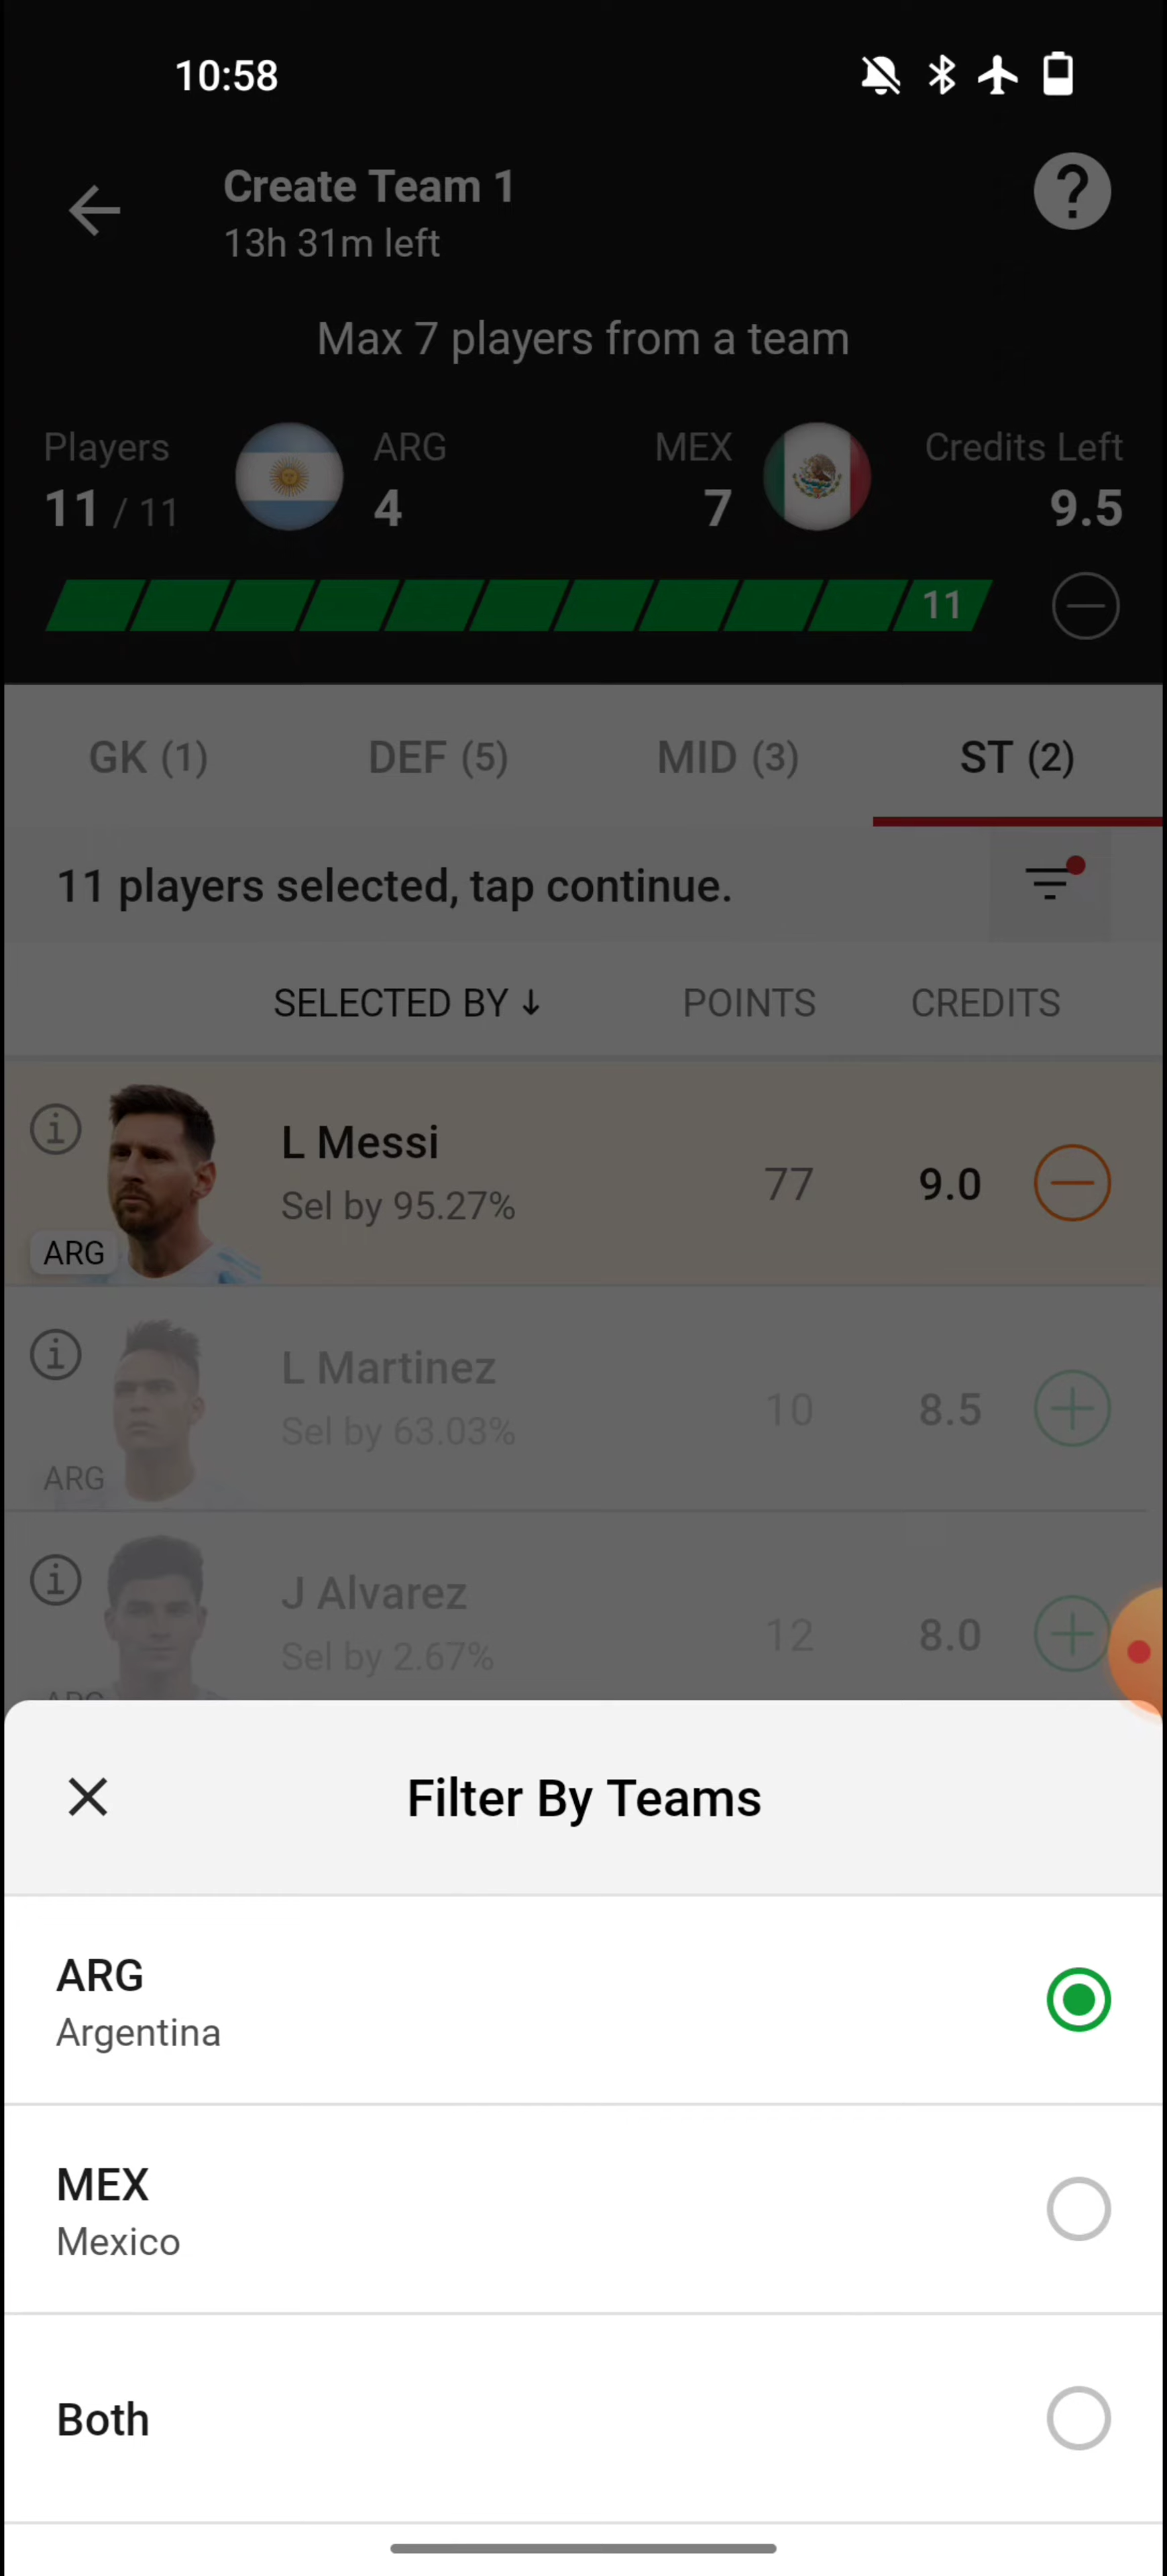 10:58
Create Team 1
13h 31m left
Max 7 players from a team
Players
ARG
MEX
Credits Left
11 / 11
4
7
9.5
11
GK (1)
DEF (5)
MID (3)
ST (2)
11 players selected, tap continue.
SELECTED BY ↓
POINTS
CREDITS
L Messi
Sel by 95.27%
77
9.0
ARG
L Martinez
Sel by 63.03%
10
8.5
ARG
J Alvarez
Sel by 2.67%
12
8.0
ARG
Filter By Teams
ARG
Argentina
MEX
Mexico
Both